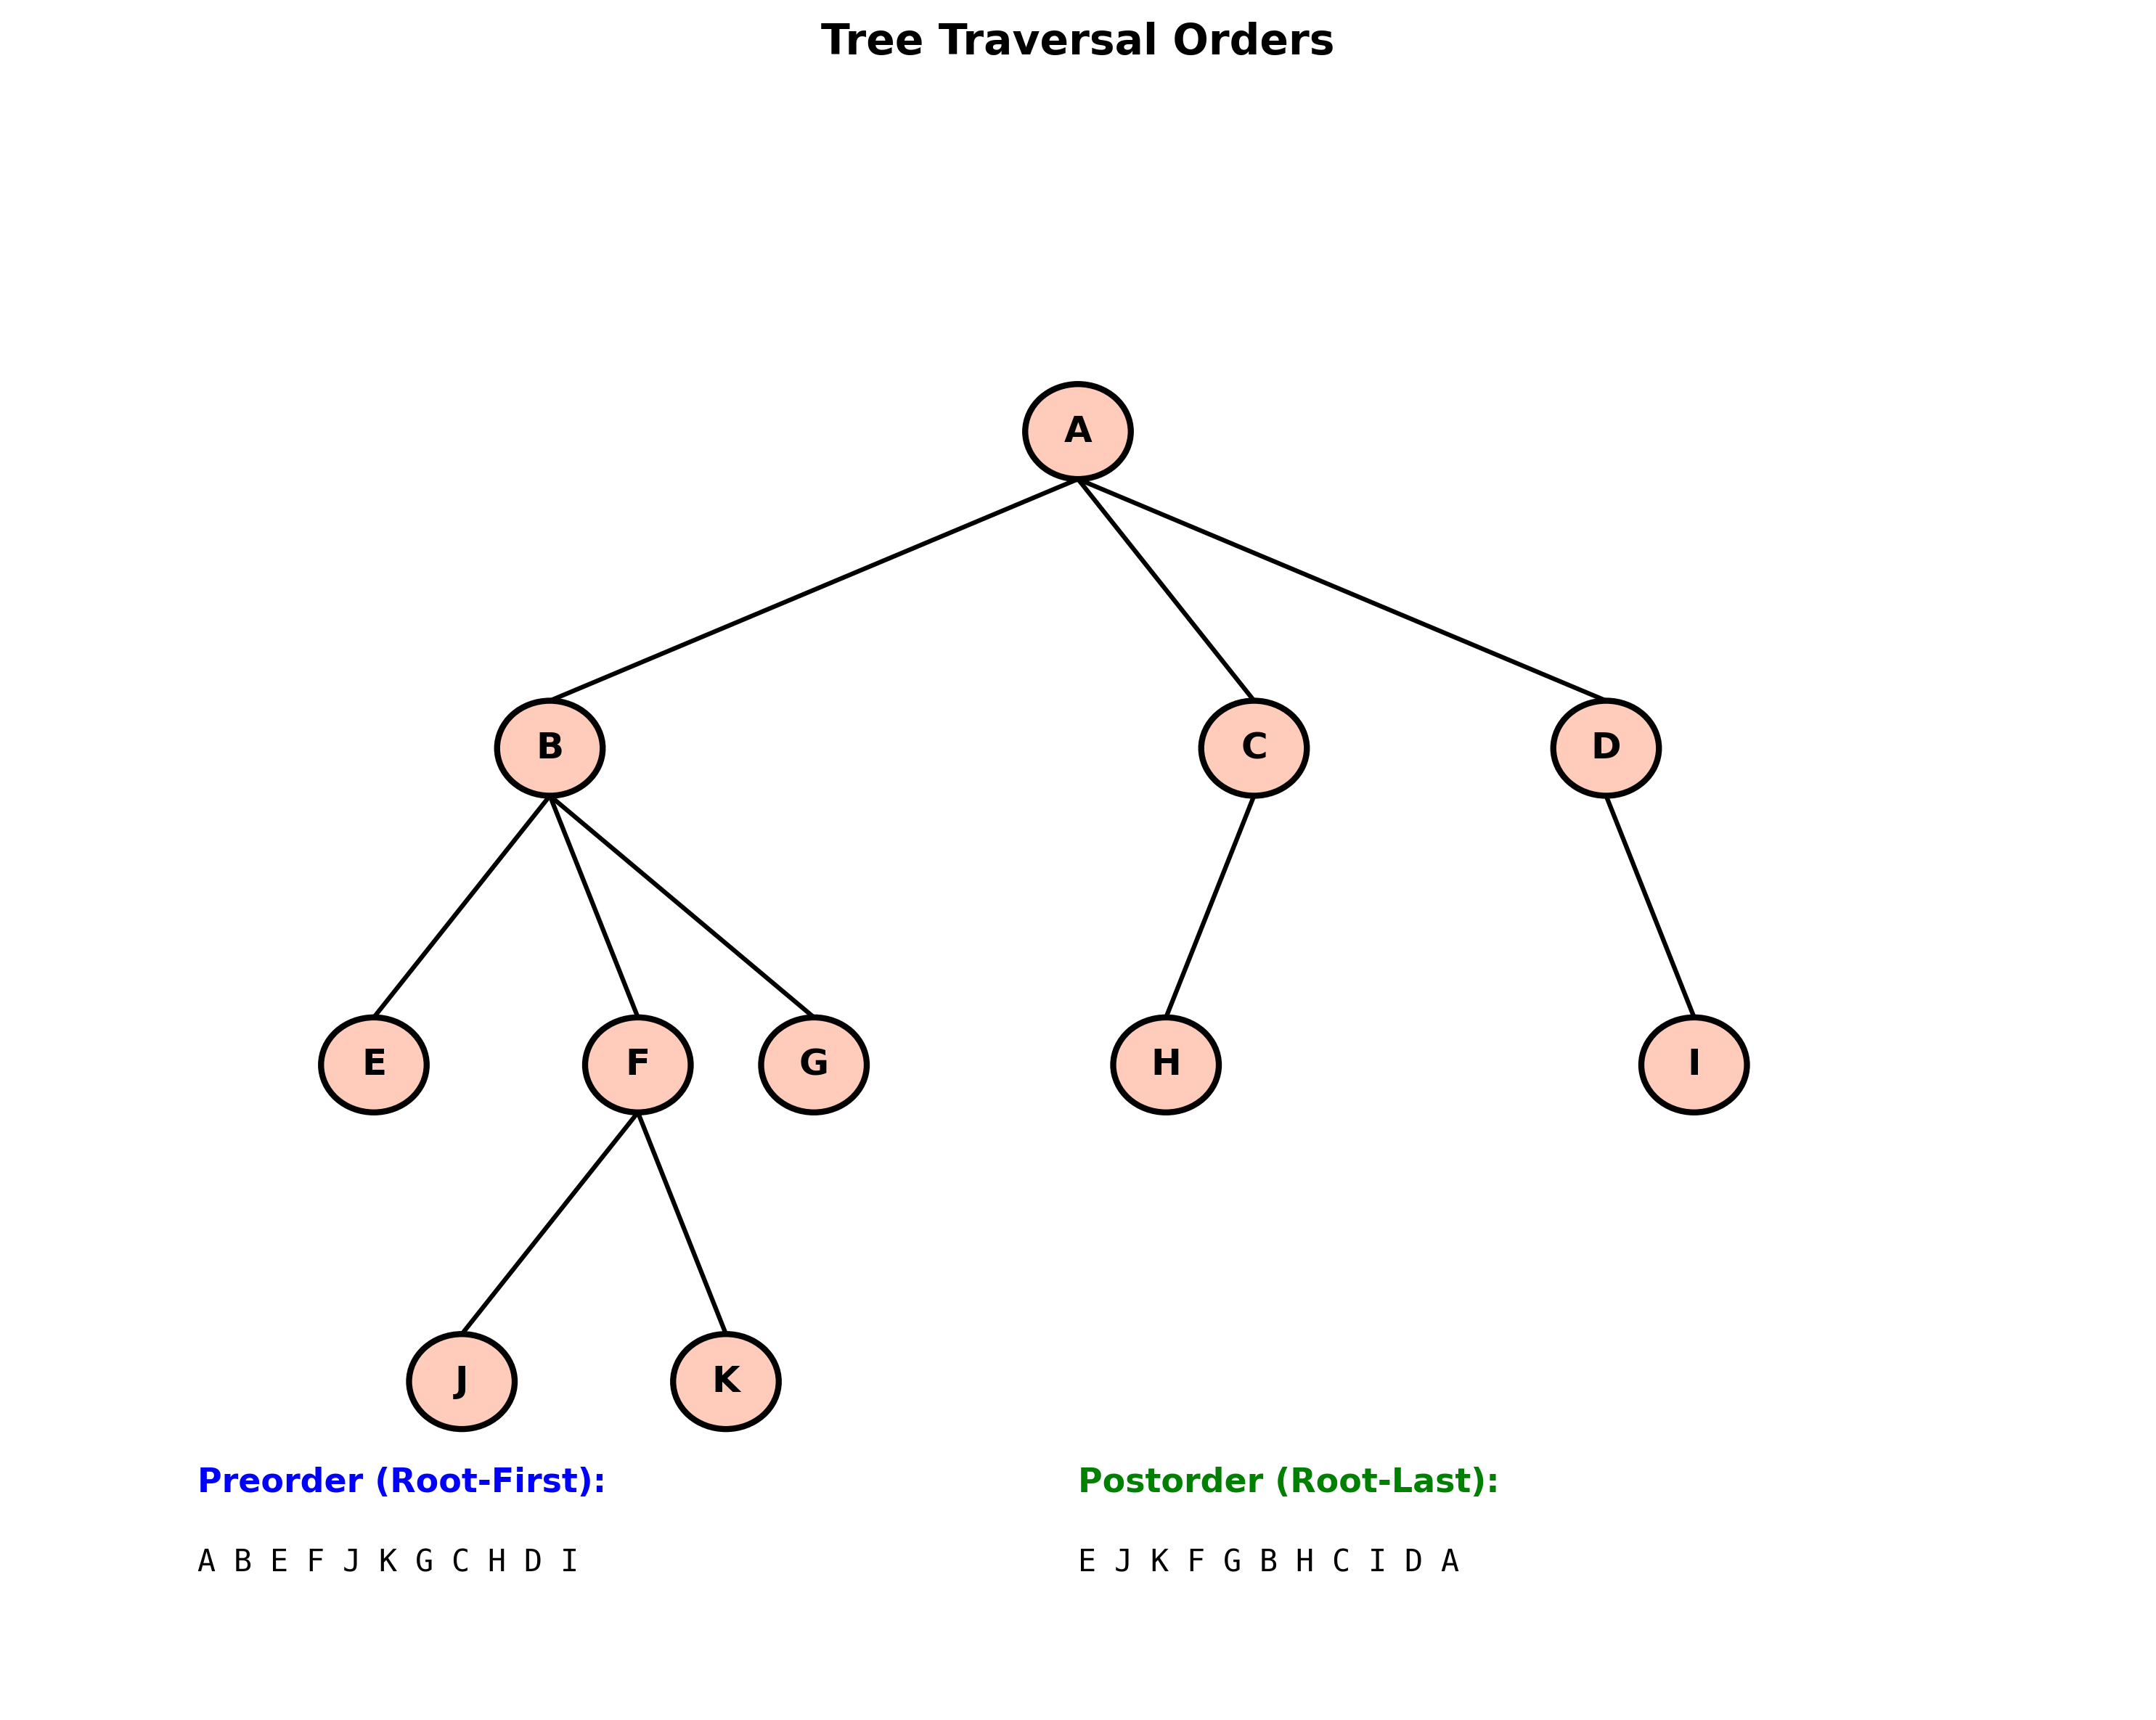 Tree Traversal Orders
A
B C D
E F G H I
J K
Preorder (Root-First): Postorder (Root-Last):
A B E F J K G C H D I E J K F G B H C I D A